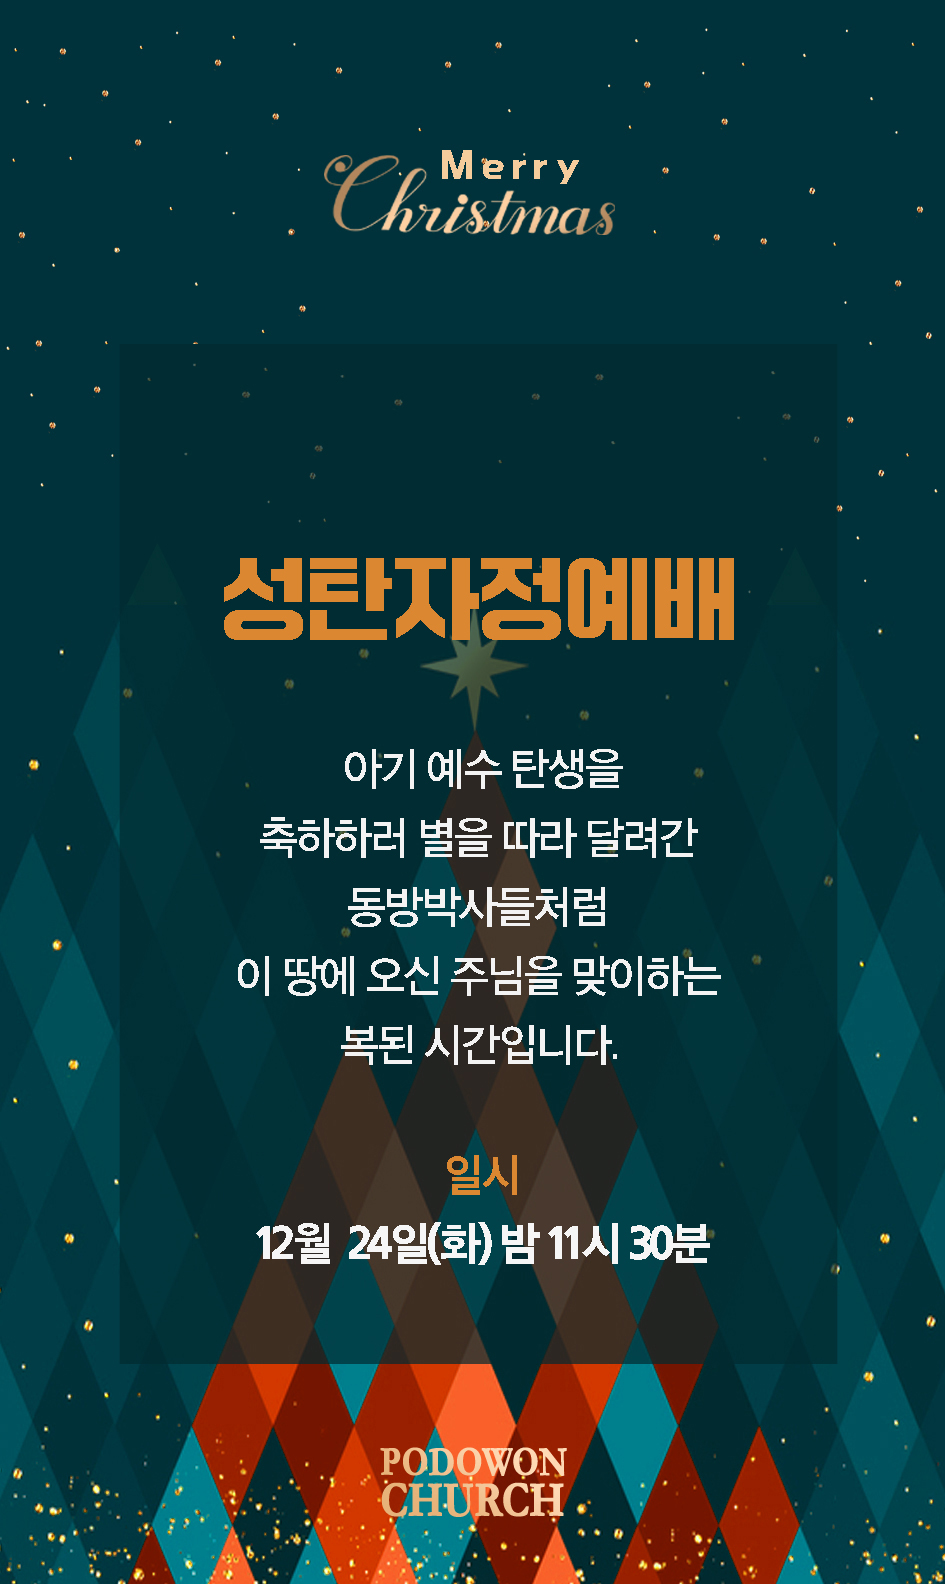 Merry
Christmas
성탄자정예배
아기 예수 탄생을
축하하러 별을 따라 달려간
동방박사들처럼
이 땅에 오신 주님을 맞이하는
복된 시간입니다.
일시
12월 24일(화) 밤 11시 30분
PODOWON
CHURCH